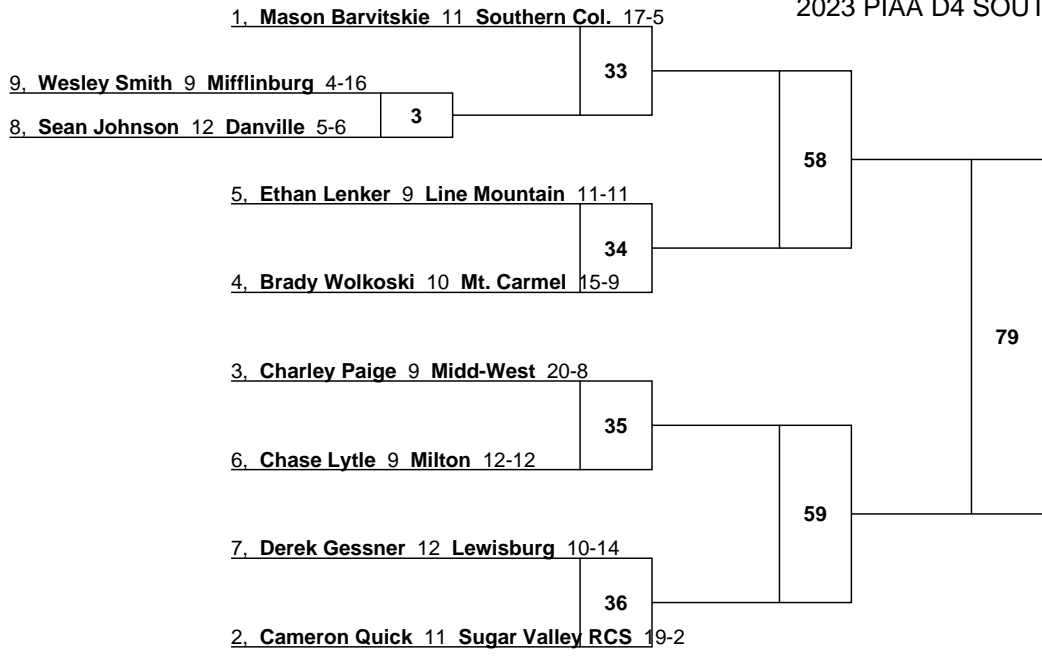 2023 PIAA D4 SOUT
1, Mason Barvitskie 11 Southern Col. 17-5
33
9, Wesley Smith 9 Mifflinburg 4-16
3
8, Sean Johnson 12 Danville 5-6
58
5, Ethan Lenker 9 Line Mountain 11-11
34
4, Brady Wolkoski 10 Mt. Carmel 15-9
79
3, Charley Paige 9 Midd-West 20-8
35
6, Chase Lytle 9 Milton 12-12
59
7, Derek Gessner 12 Lewisburg 10-14
36
2, Cameron Quick 11 Sugar Valley RCS 19-2